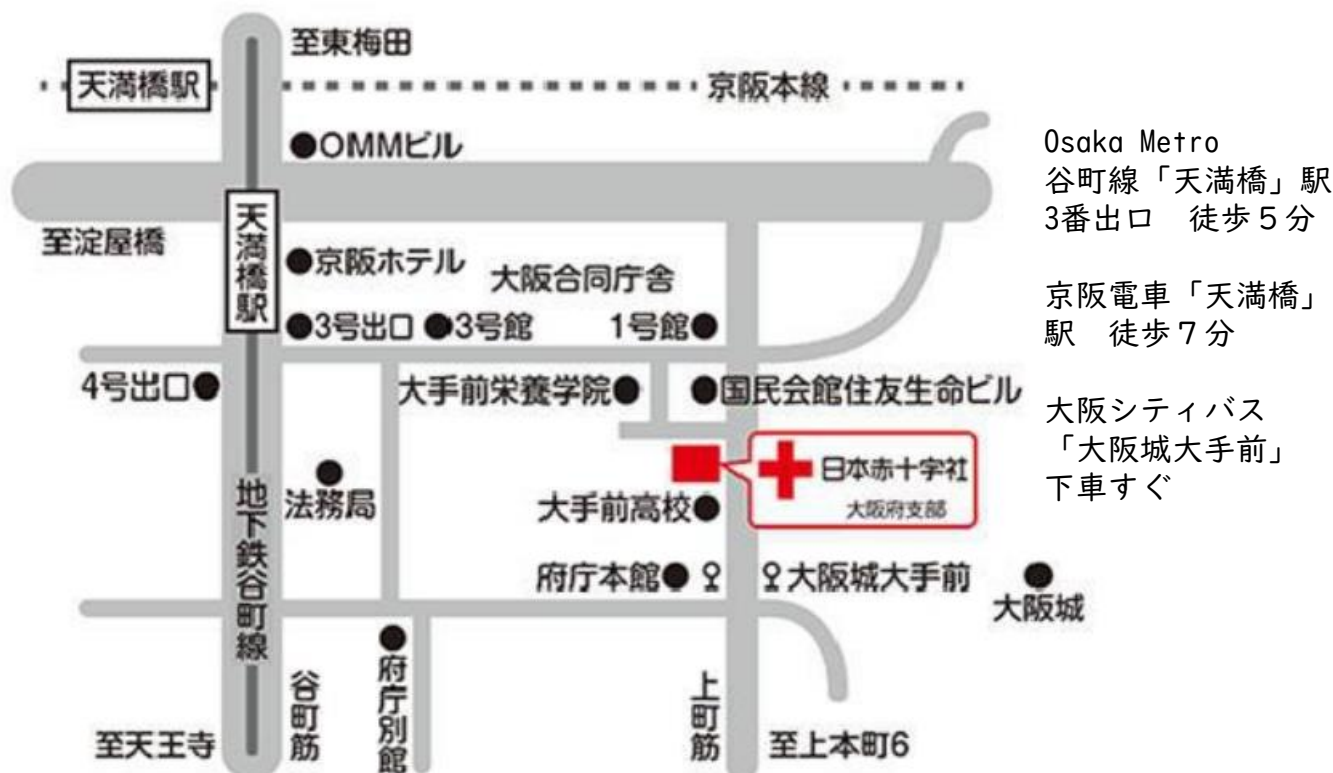 至東梅田
天満橋駅
京阪本線
●OMMビル
天満橋駅
至淀屋橋
●京阪ホテル
大阪合同庁舎
●3号出口 ●3号館
1号館●
4号出口●
大手前栄養学院●
●国民会館住友生命ビル
日本赤十字社
大阪府支部
法務局
大手前高校●
地下鉄谷町線
府庁本館●
大阪城大手前
大阪城
谷町筋
府庁別館
上町筋
至天王寺
至上本町6
Osaka Metro
谷町線「天満橋」駅
3番出口 徒歩5分
京阪電車「天満橋」
駅 徒歩7分
大阪シティバス
「大阪城大手前」
下車すぐ